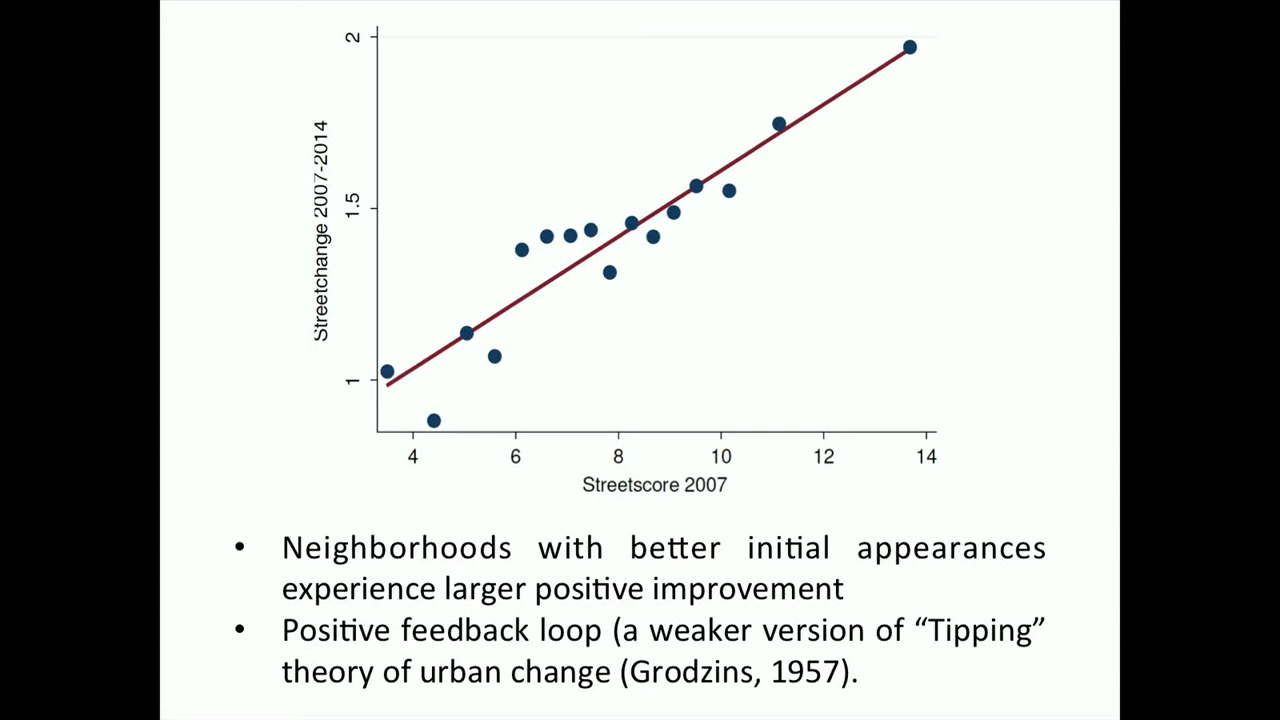 2
1.5
1
Streetchange 2007-2014
4 6 8 10 12 14
Streetscore 2007
• Neighborhoods with better initial appearances
experience larger positive improvement
• Positive feedback loop (a weaker version of “Tipping”
theory of urban change (Grodzins, 1957).